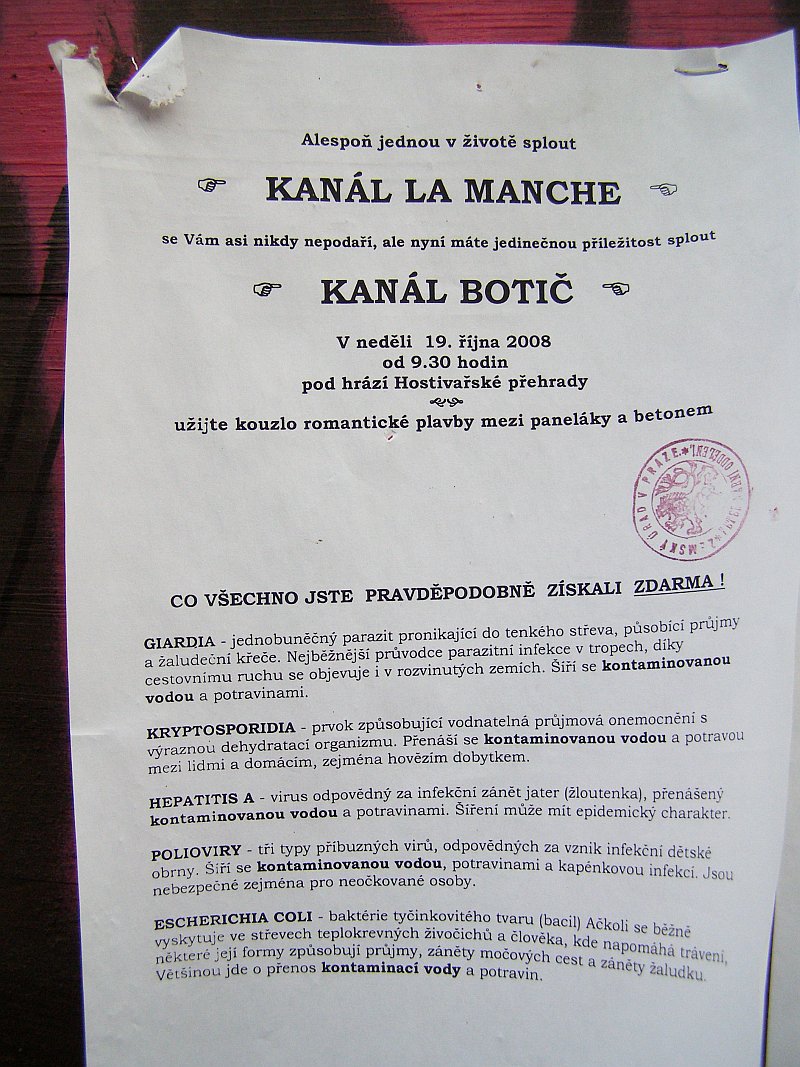 Alespoň jednou v životě splout
KANÁL LA MANCHE
se Vám asi nikdy nepodaří, ale nyní máte jedinečnou příležitost splout
KANÁL BOTIČ
V neděli 19. října 2008
od 9.30 hodin
pod hrází Hostivařské přehrady
užijte kouzlo romantické plavby mezi paneláky a betonem
ZEMSKÝ ÚŘAD V PRAZE * ODDĚLENÍ
CO VŠECHNO JSTE PRAVDĚPODOBNĚ ZÍSKALI ZDARMA !
GIARDIA - jednobuněčný parazit pronikající do tenkého střeva, působící průjmy
a žaludeční křeče. Nejběžnější průvodce parazitní infekce v tropech, díky
cestovnímu ruchu se objevuje i v rozvinutých zemích. Šíří se kontaminovanou
vodou a potravinami.
KRYPTOSPORIDIA - prvok způsobující vodnatelná průjmová onemocnění s
výraznou dehydratací organizmu. Přenáší se kontaminovanou vodou a potravou
mezi lidmi a domácím, zejména hovězím dobytkem.
HEPATITIS A - virus odpovědný za infekční zánět jater (žloutenka), přenášený
kontaminovanou vodou a potravinami. Šíření může mít epidemický charakter.
POLIOVIRY - tři typy příbuzných virů, odpovědných za vznik infekční dětské
obrny. Šíří se kontaminovanou vodou, potravinami a kapénkovou infekcí. Jsou
nebezpečné zejména pro neočkované osoby.
ESCHERICHIA COLI - baktérie tyčinkovitého tvaru (bacil) Ačkoli se běžně
vyskytuje ve střevech teplokrevných živočichů a člověka, kde napomáhá trávení,
některé její formy způsobují průjmy, záněty močových cest a záněty žaludku.
Většinou jde o přenos kontaminací vody a potravin.